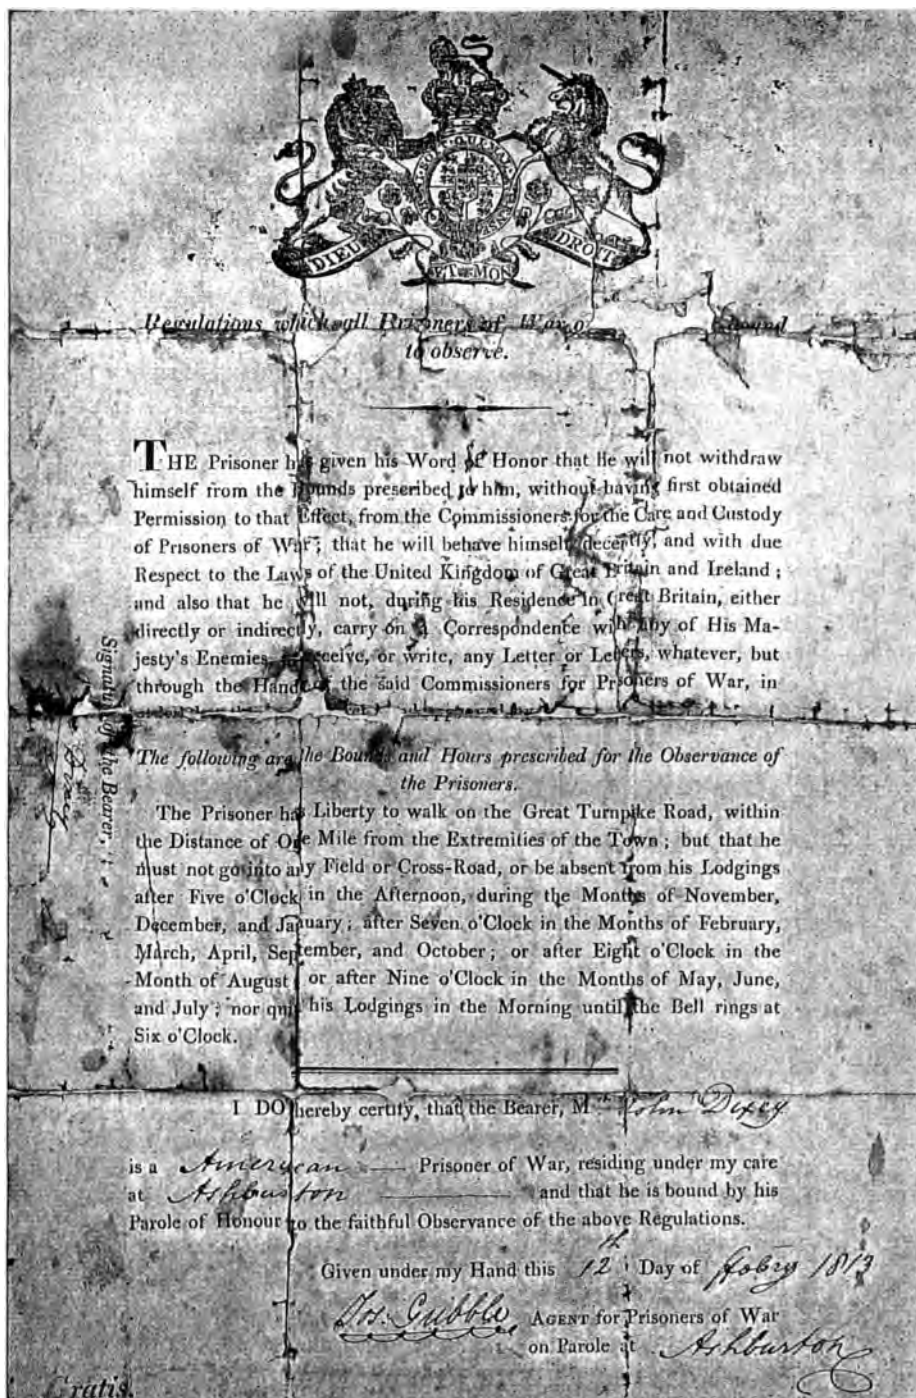 HONI SOIT QUI MAL Y PENSE
DIEU ET MON DROIT
Regulations which all Prisoners of War
to observe.
THE Prisoner has given his Word of Honor that He will not withdraw
himself from the Bounds prescribed to him, without having first obtained
Permission to that Effect, from the Commissioners for the Care and Custody
of Prisoners of War; that he will behave himself decently, and with due
Respect to the Laws of the United Kingdom of Great Britain and Ireland;
and also that he will not, during his Residence in Great Britain, either
directly or indirectly, carry on a Correspondence with any of His Ma-
jesty's Enemies, receive, or write, any Letter or Letters, whatever, but
through the Hands of the said Commissioners for Prisoners of War, in
The following are the Bounds and Hours prescribed for the Observance of
the Prisoners.
The Prisoner has Liberty to walk on the Great Turnpike Road, within
the Distance of One Mile from the Extremities of the Town; but that he
must not go into any Field or Cross-Road, or be absent from his Lodgings
after Five o'Clock in the Afternoon, during the Months of November,
December, and January; after Seven o'Clock in the Months of February,
March, April, September, and October; or after Eight o'Clock in the
Month of August or after Nine o'Clock in the Months of May, June,
and July; nor quit his Lodgings in the Morning until the Bell rings at
Six o'Clock.
I DO hereby certify, that the Bearer, Mr. John Dixey
is a American Prisoner of War, residing under my care
at Ashburton and that he is bound by his
Parole of Honour to the faithful Observance of the above Regulations.
Given under my Hand this 12th Day of Febry 1813
Jos. Gribble AGENT for Prisoners of War
on Parole at Ashburton
Gratis.
Signature of the Bearer,
Dixey